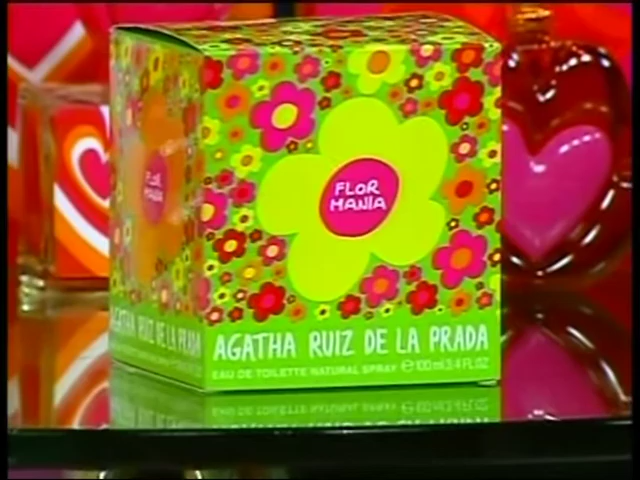 FLOR
MANIA
AGATHA RUIZ DE LA PRADA
EAU DE TOILETTE NATURAL SPRAY ℮ 100 ml 3.4 FL.OZ
FLOR
MANIA
AGATHA RUIZ DE LA PRADA